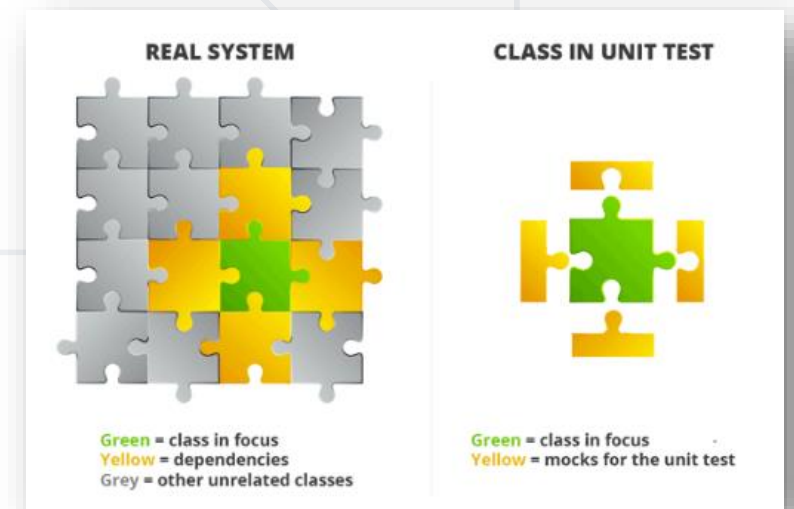 REAL SYSTEM
CLASS IN UNIT TEST
Green = class in focus
Yellow = dependencies
Grey = other unrelated classes
Green = class in focus
Yellow = mocks for the unit test